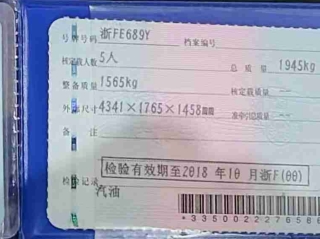 号牌号码 浙FE689Y 档案编号
核定载人数 5人 总质量 1945kg
整备质量 1565kg 核定载质量 --
外廓尺寸 4341×1765×1458mm 准牵引总质量 --
备注
检验有效期至2018 年10 月浙F(00)
检验记录
汽油
*33500222765